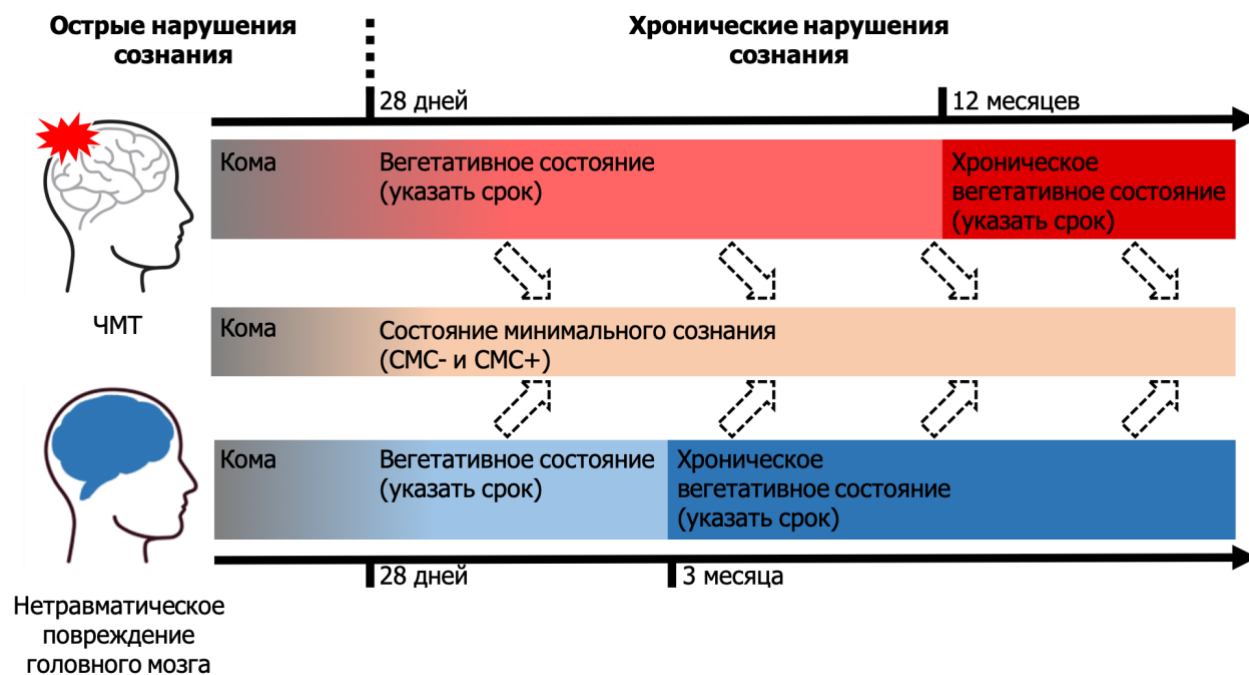 Острые нарушения
сознания
Хронические нарушения
сознания
28 дней
12 месяцев
Кома
Вегетативное состояние
(указать срок)
Хроническое
вегетативное состояние
(указать срок)
ЧМТ
Кома
Состояние минимального сознания
(СМС- и СМС+)
Кома
Вегетативное состояние
(указать срок)
Хроническое
вегетативное состояние
(указать срок)
28 дней
3 месяца
Нетравматическое
повреждение
головного мозга